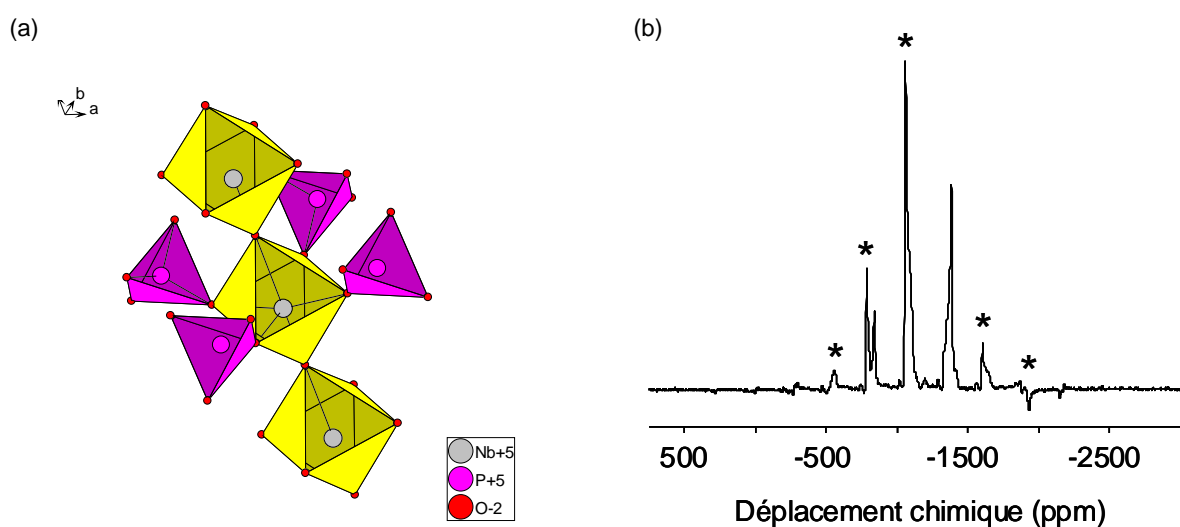 (a)
b
a
Nb+5
P+5
O-2
(b)
*
*
*
*
*
*
500
-500
-1500
-2500
Déplacement chimique (ppm)